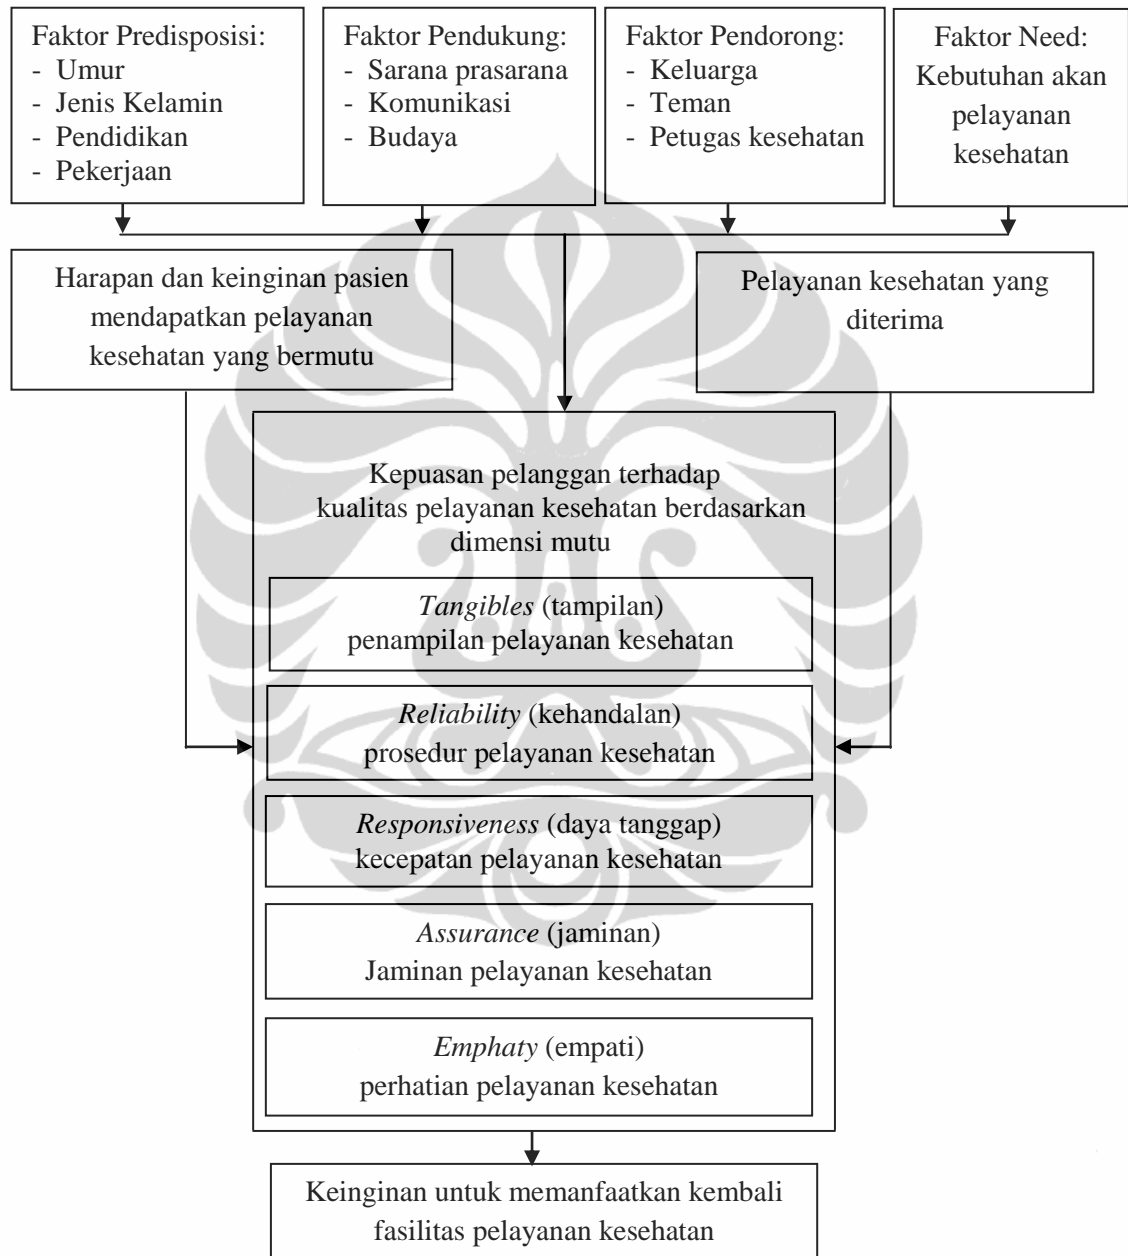 Faktor Predisposisi:
- Umur
- Jenis Kelamin
- Pendidikan
- Pekerjaan
Faktor Pendukung:
- Sarana prasarana
- Komunikasi
- Budaya
Faktor Pendorong:
- Keluarga
- Teman
- Petugas kesehatan
Faktor Need:
Kebutuhan akan
pelayanan
kesehatan
Harapan dan keinginan pasien
mendapatkan pelayanan
kesehatan yang bermutu
Pelayanan kesehatan yang
diterima
Kepuasan pelanggan terhadap
kualitas pelayanan kesehatan berdasarkan
dimensi mutu
Tangibles (tampilan)
penampilan pelayanan kesehatan
Reliability (kehandalan)
prosedur pelayanan kesehatan
Responsiveness (daya tanggap)
kecepatan pelayanan kesehatan
Assurance (jaminan)
Jaminan pelayanan kesehatan
Emphaty (empati)
perhatian pelayanan kesehatan
Keinginan untuk memanfaatkan kembali
fasilitas pelayanan kesehatan